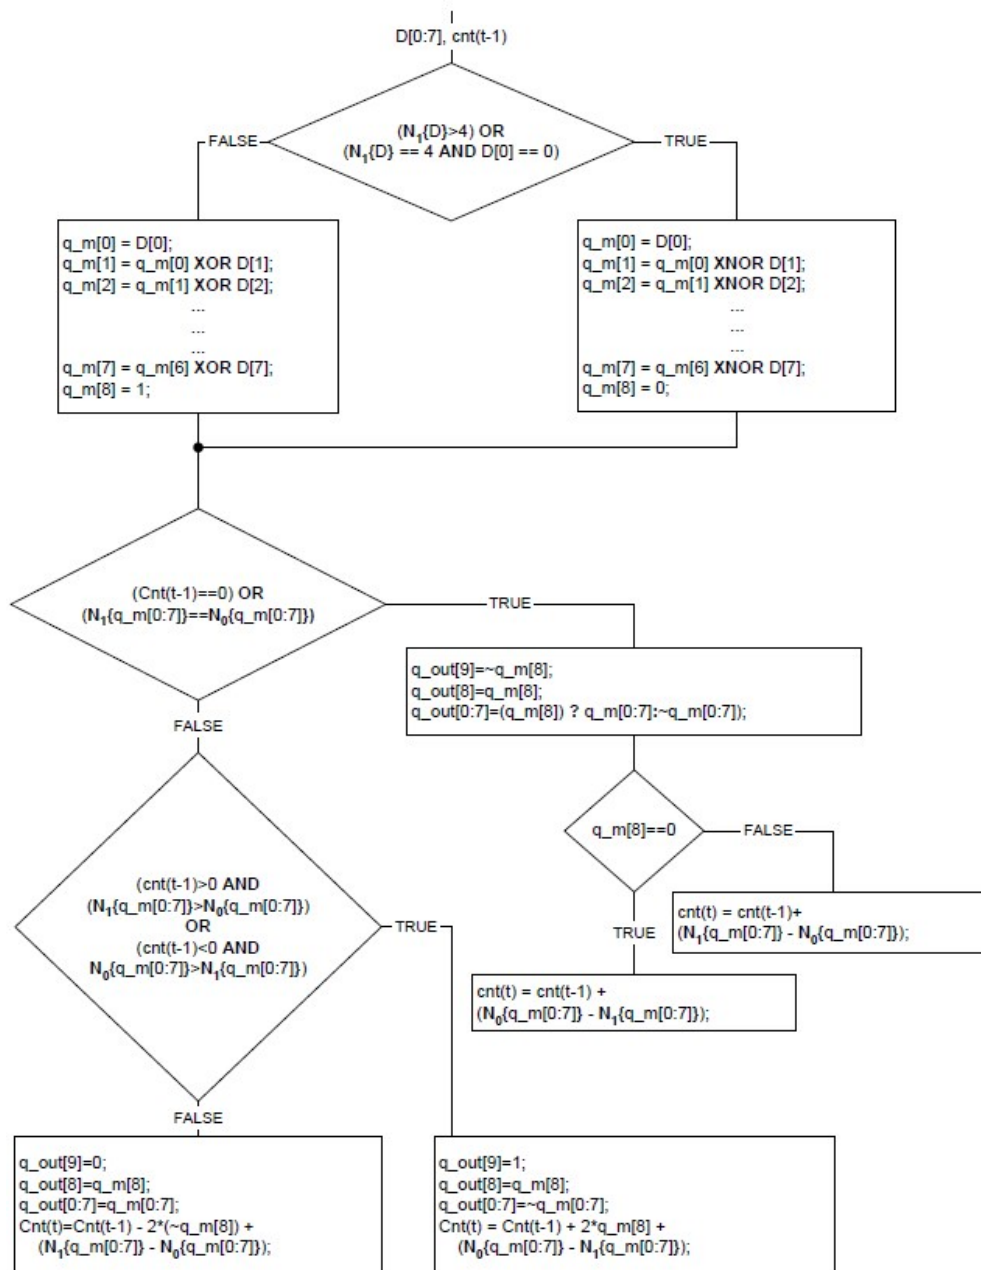 D[0:7], cnt(t-1)
(N₁{D}>4) OR
(N₁{D} == 4 AND D[0] == 0)
FALSE
TRUE
q_m[0] = D[0];
q_m[1] = q_m[0] XOR D[1];
q_m[2] = q_m[1] XOR D[2];
...
...
...
q_m[7] = q_m[6] XOR D[7];
q_m[8] = 1;
q_m[0] = D[0];
q_m[1] = q_m[0] XNOR D[1];
q_m[2] = q_m[1] XNOR D[2];
...
...
...
q_m[7] = q_m[6] XNOR D[7];
q_m[8] = 0;
(Cnt(t-1)==0) OR
(N₁{q_m[0:7]}==N₀{q_m[0:7]})
TRUE
FALSE
q_out[9]=~q_m[8];
q_out[8]=q_m[8];
q_out[0:7]=(q_m[8]) ? q_m[0:7]:~q_m[0:7]);
q_m[8]==0
FALSE
TRUE
cnt(t) = cnt(t-1)+
(N₁{q_m[0:7]} - N₀{q_m[0:7]});
cnt(t) = cnt(t-1) +
(N₀{q_m[0:7]} - N₁{q_m[0:7]});
(cnt(t-1)>0 AND
(N₁{q_m[0:7]}>N₀{q_m[0:7]})
OR
(cnt(t-1)<0 AND
N₀{q_m[0:7]}>N₁{q_m[0:7]})
TRUE
FALSE
q_out[9]=0;
q_out[8]=q_m[8];
q_out[0:7]=q_m[0:7];
Cnt(t)=Cnt(t-1) - 2*(~q_m[8]) +
(N₁{q_m[0:7]} - N₀{q_m[0:7]});
q_out[9]=1;
q_out[8]=q_m[8];
q_out[0:7]=~q_m[0:7];
Cnt(t) = Cnt(t-1) + 2*q_m[8] +
(N₀{q_m[0:7]} - N₁{q_m[0:7]});